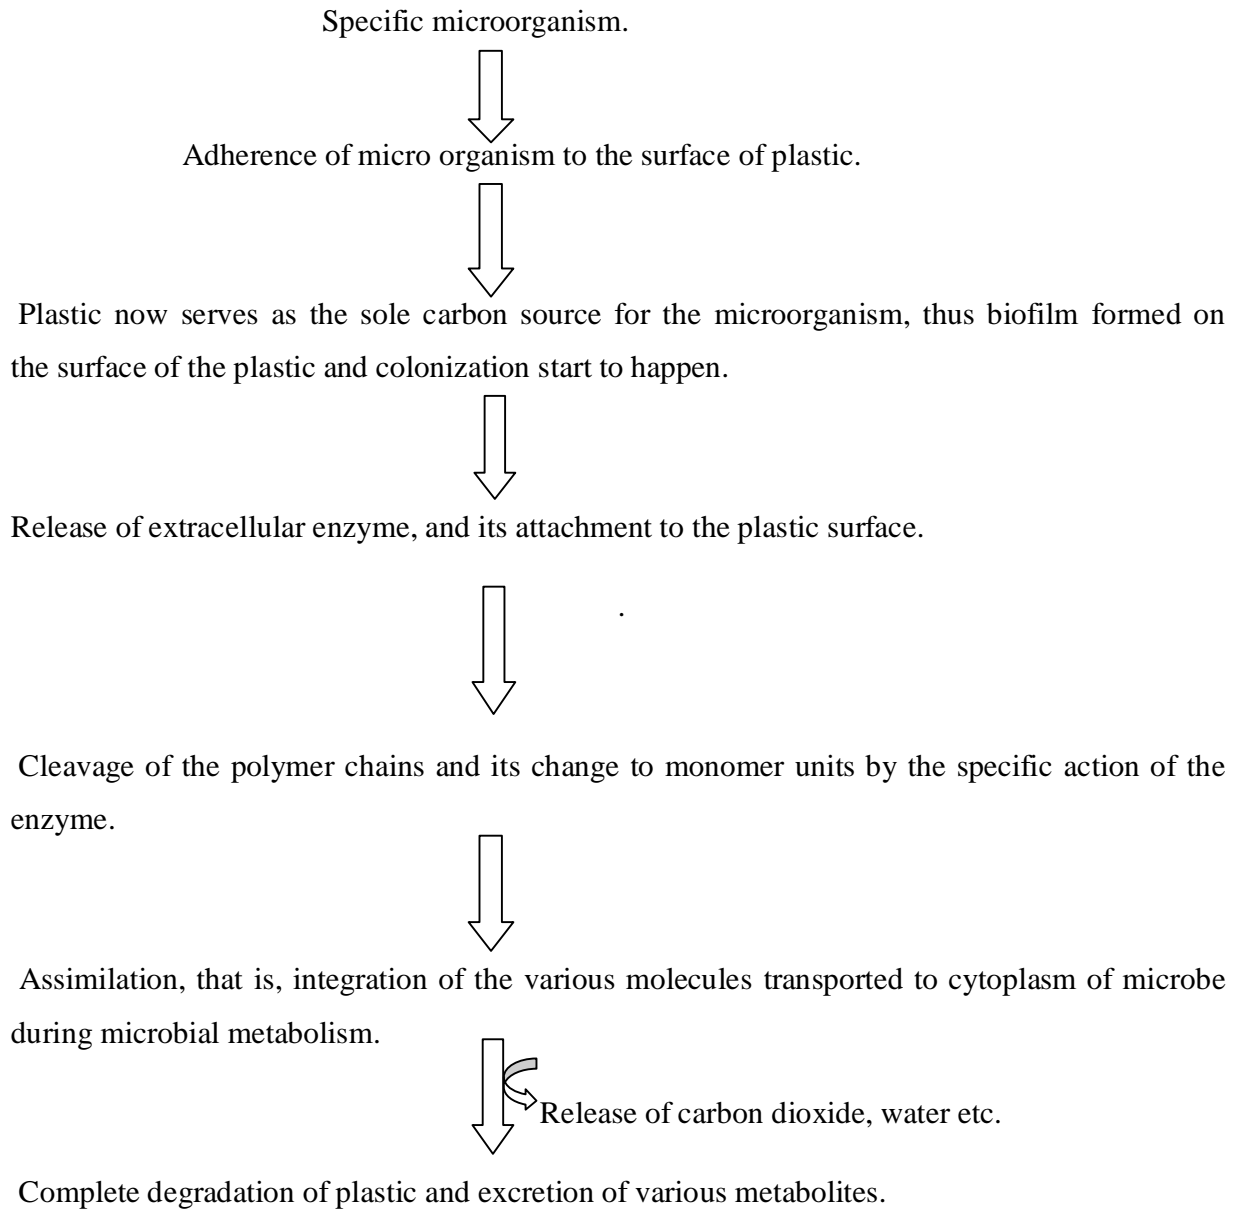 Specific microorganism.
Adherence of micro organism to the surface of plastic.
Plastic now serves as the sole carbon source for the microorganism, thus biofilm formed on
the surface of the plastic and colonization start to happen.
Release of extracellular enzyme, and its attachment to the plastic surface.
.
Cleavage of the polymer chains and its change to monomer units by the specific action of the
enzyme.
Assimilation, that is, integration of the various molecules transported to cytoplasm of microbe
during microbial metabolism.
Release of carbon dioxide, water etc.
Complete degradation of plastic and excretion of various metabolites.